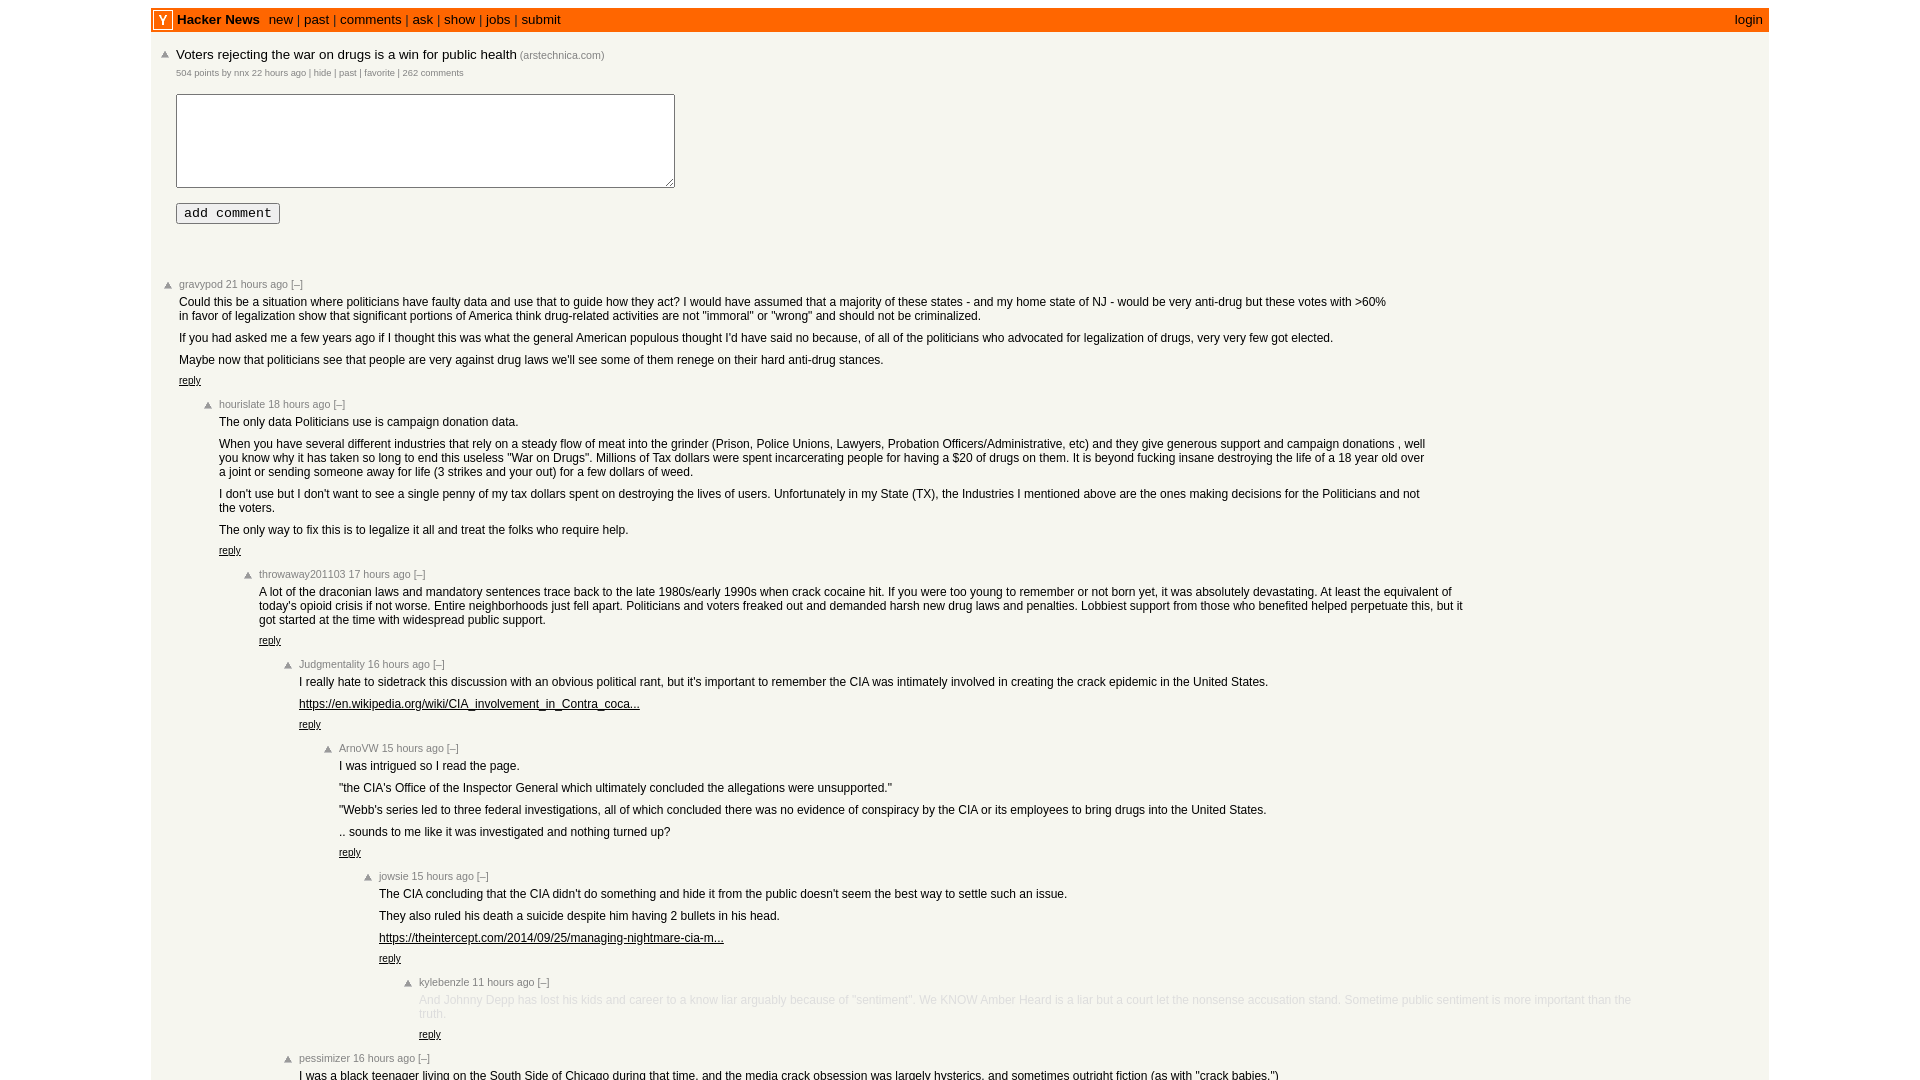 Y Hacker News new | past | comments | ask | show | jobs | submit login
Voters rejecting the war on drugs is a win for public health (arstechnica.com)
504 points by nnx 22 hours ago | hide | past | favorite | 262 comments
add comment
gravypod 21 hours ago [–]
Could this be a situation where politicians have faulty data and use that to guide how they act? I would have assumed that a majority of these states - and my home state of NJ - would be very anti-drug but these votes with >60%
in favor of legalization show that significant portions of America think drug-related activities are not "immoral" or "wrong" and should not be criminalized.
If you had asked me a few years ago if I thought this was what the general American populous thought I'd have said no because, of all of the politicians who advocated for legalization of drugs, very very few got elected.
Maybe now that politicians see that people are very against drug laws we'll see some of them renege on their hard anti-drug stances.
reply
hourislate 18 hours ago [–]
The only data Politicians use is campaign donation data.
When you have several different industries that rely on a steady flow of meat into the grinder (Prison, Police Unions, Lawyers, Probation Officers/Administrative, etc) and they give generous support and campaign donations , well
you know why it has taken so long to end this useless "War on Drugs". Millions of Tax dollars were spent incarcerating people for having a $20 of drugs on them. It is beyond fucking insane destroying the life of a 18 year old over
a joint or sending someone away for life (3 strikes and your out) for a few dollars of weed.
I don't use but I don't want to see a single penny of my tax dollars spent on destroying the lives of users. Unfortunately in my State (TX), the Industries I mentioned above are the ones making decisions for the Politicians and not
the voters.
The only way to fix this is to legalize it all and treat the folks who require help.
reply
throwaway201103 17 hours ago [–]
A lot of the draconian laws and mandatory sentences trace back to the late 1980s/early 1990s when crack cocaine hit. If you were too young to remember or not born yet, it was absolutely devastating. At least the equivalent of
today's opioid crisis if not worse. Entire neighborhoods just fell apart. Politicians and voters freaked out and demanded harsh new drug laws and penalties. Lobbiest support from those who benefited helped perpetuate this, but it
got started at the time with widespread public support.
reply
Judgmentality 16 hours ago [–]
I really hate to sidetrack this discussion with an obvious political rant, but it's important to remember the CIA was intimately involved in creating the crack epidemic in the United States.
https://en.wikipedia.org/wiki/CIA_involvement_in_Contra_coca...
reply
ArnoVW 15 hours ago [–]
I was intrigued so I read the page.
"the CIA's Office of the Inspector General which ultimately concluded the allegations were unsupported."
"Webb's series led to three federal investigations, all of which concluded there was no evidence of conspiracy by the CIA or its employees to bring drugs into the United States.
.. sounds to me like it was investigated and nothing turned up?
reply
jowsie 15 hours ago [–]
The CIA concluding that the CIA didn't do something and hide it from the public doesn't seem the best way to settle such an issue.
They also ruled his death a suicide despite him having 2 bullets in his head.
https://theintercept.com/2014/09/25/managing-nightmare-cia-m...
reply
kylebenzle 11 hours ago [–]
And Johnny Depp has lost his kids and career to a know liar arguably because of "sentiment". We KNOW Amber Heard is a liar but a court let the nonsense accusation stand. Sometime public sentiment is more important than the
truth.
reply
pessimizer 16 hours ago [–]
I was a black teenager living on the South Side of Chicago during that time, and the media crack obsession was largely hysterics, and sometimes outright fiction (as with "crack babies.")